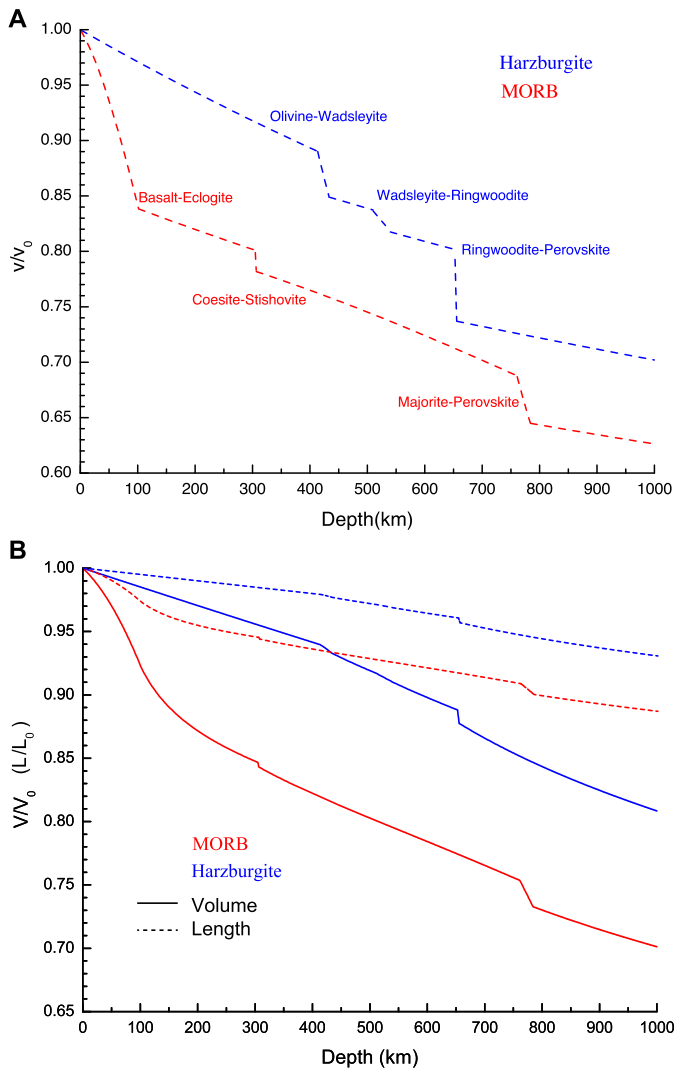 A
1.00
Harzburgite
0.95
MORB
Olivine-Wadsleyite
0.90
Basalt-Eclogite
Wadsleyite-Ringwoodite
0.85
v/v0
0.80
Ringwoodite-Perovskite
Coesite-Stishovite
0.75
0.70
Majorite-Perovskite
0.65
0.60
0 100 200 300 400 500 600 700 800 900 1000
Depth(km)
B
1.00
0.95
0.90
V/V0 (L/L0)
0.85
0.80
MORB
Harzburgite
0.75
Volume
Length
0.70
0.65
0 100 200 300 400 500 600 700 800 900 1000
Depth (km)